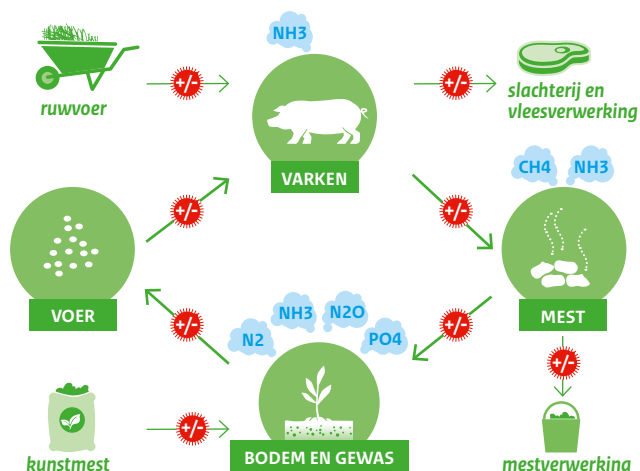 NH3
+/-
+/-
ruwvoer
slachterij en
vleesverwerking
VARKEN
CH4
NH3
+/-
+/-
VOER
MEST
N2
NH3
N2O
PO4
+/-
+/-
+/-
kunstmest
+/-
BODEM EN GEWAS
mestverwerking